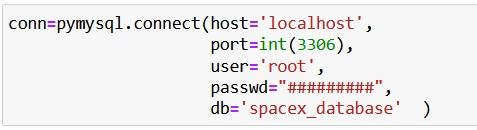 conn=pymysql.connect(host='localhost',
port=int(3306),
user='root',
passwd="#########",
db='spacex_database'  )